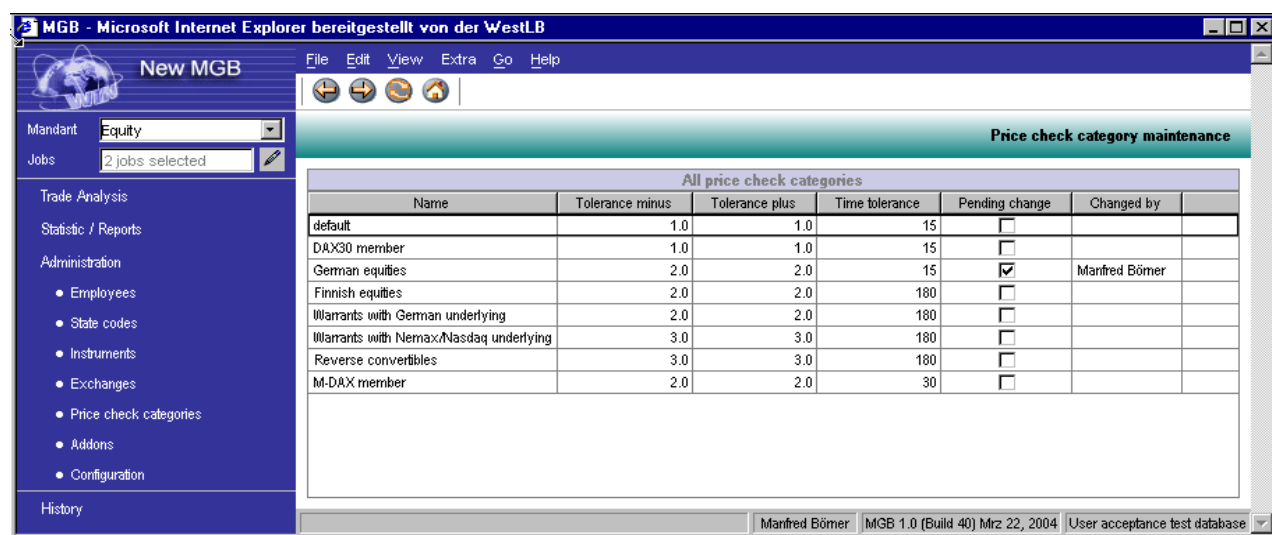 MGB - Microsoft Internet Explorer bereitgestellt von der WestLB
New MGB
WIN
File Edit View Extra Go Help
Mandant Equity
Jobs 2 jobs selected
Price check category maintenance
Trade Analysis
Statistic / Reports
Administration
Employees
State codes
Instruments
Exchanges
Price check categories
Addons
Configuration
History
All price check categories
Name Tolerance minus Tolerance plus Time tolerance Pending change Changed by
default 1.0 1.0 15
DAX30 member 1.0 1.0 15
German equities 2.0 2.0 15 Manfred Börner
Finnish equities 2.0 2.0 180
Warrants with German underlying 2.0 2.0 180
Warrants with Nemax/Nasdaq underlying 3.0 3.0 180
Reverse convertibles 3.0 3.0 180
M-DAX member 2.0 2.0 30
Manfred Börner MGB 1.0 (Build 40) Mrz 22, 2004 User acceptance test database